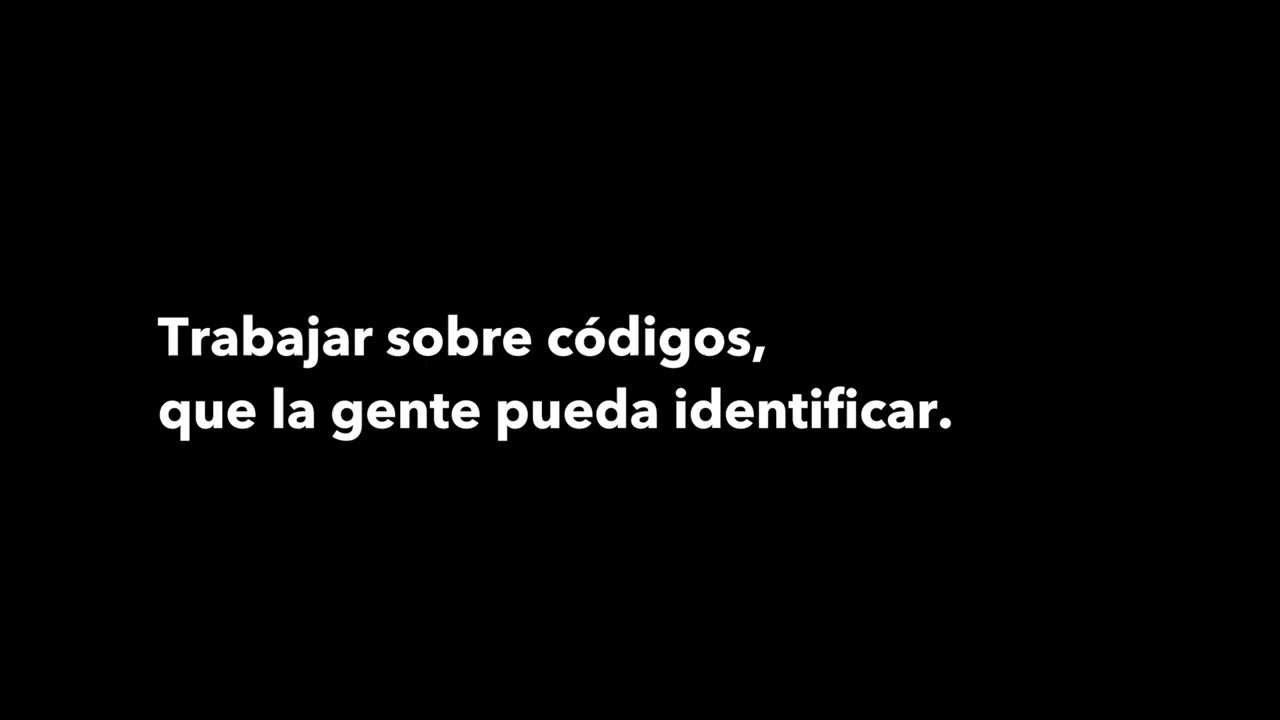 Trabajar sobre códigos,
que la gente pueda identificar.